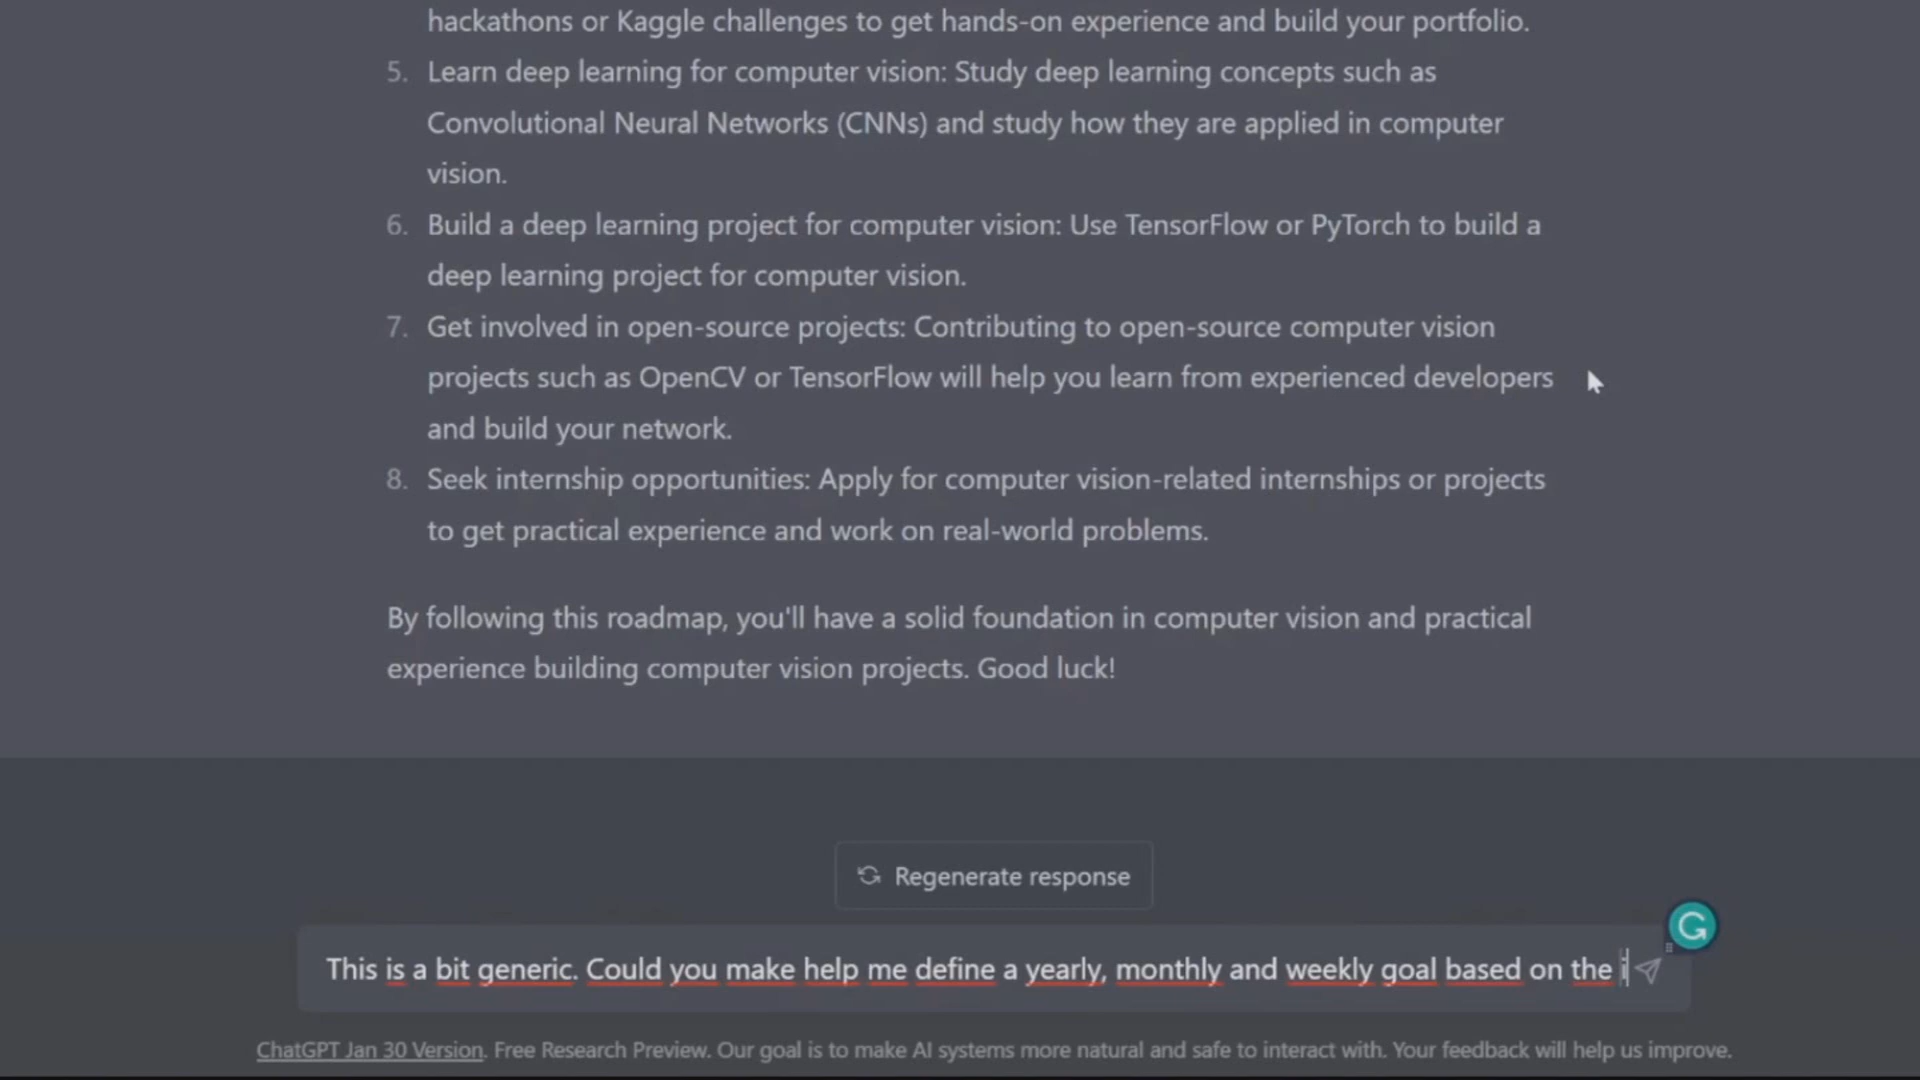 hackathons or Kaggle challenges to get hands-on experience and build your portfolio.
5. Learn deep learning for computer vision: Study deep learning concepts such as
Convolutional Neural Networks (CNNs) and study how they are applied in computer
vision.
6. Build a deep learning project for computer vision: Use TensorFlow or PyTorch to build a
deep learning project for computer vision.
7. Get involved in open-source projects: Contributing to open-source computer vision
projects such as OpenCV or TensorFlow will help you learn from experienced developers
and build your network.
8. Seek internship opportunities: Apply for computer vision-related internships or projects
to get practical experience and work on real-world problems.
By following this roadmap, you'll have a solid foundation in computer vision and practical
experience building computer vision projects. Good luck!
Regenerate response
This is a bit generic. Could you make help me define a yearly, monthly and weekly goal based on the i
ChatGPT Jan 30 Version. Free Research Preview. Our goal is to make AI systems more natural and safe to interact with. Your feedback will help us improve.